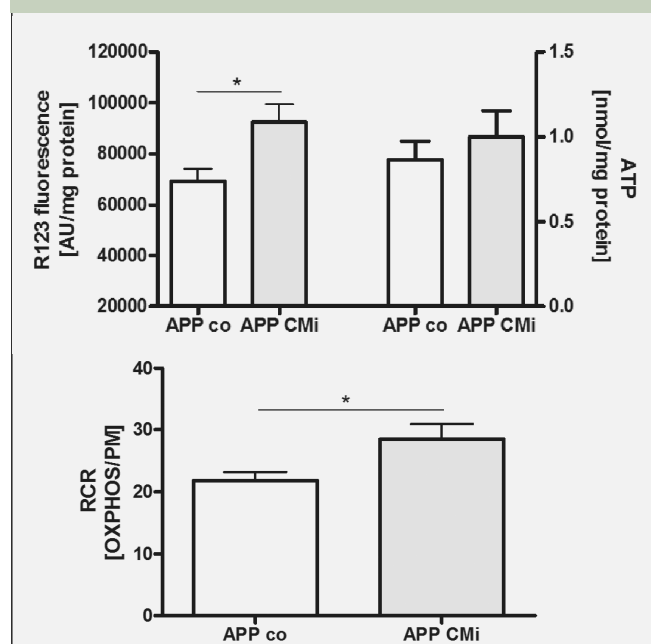 120000
100000
80000
60000
40000
20000
R123 fluorescence
[AU/mg protein]
*
1.5
1.0
0.5
0.0
ATP
[nmol/mg protein]
APP co APP CMi APP co APP CMi
40
30
20
10
0
RCR
[OXPHOS/PM]
*
APP co APP CMi